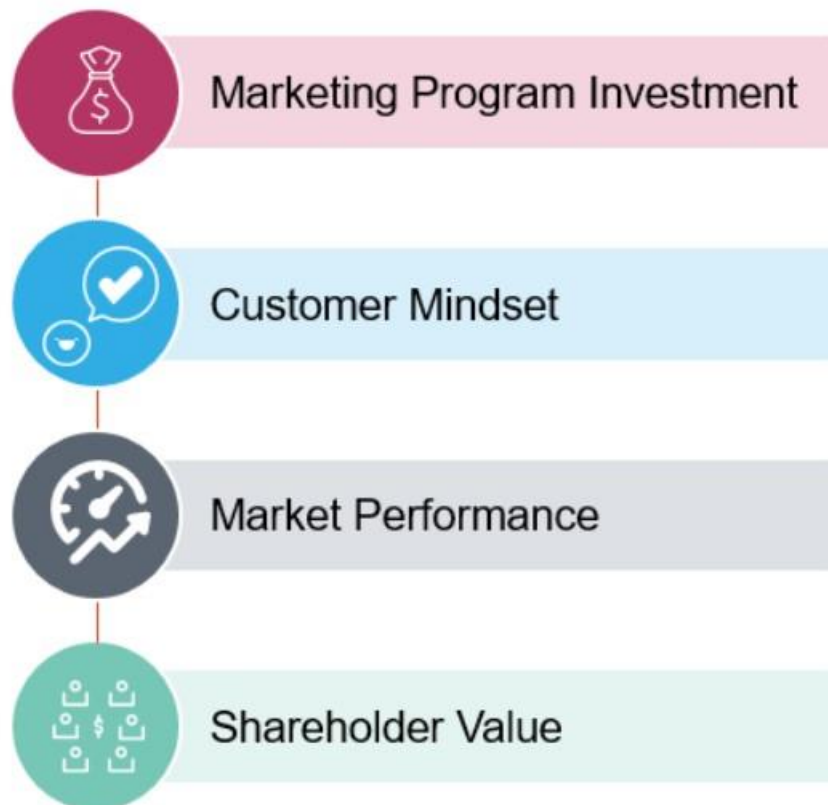 Marketing Program Investment
Customer Mindset
Market Performance
Shareholder Value